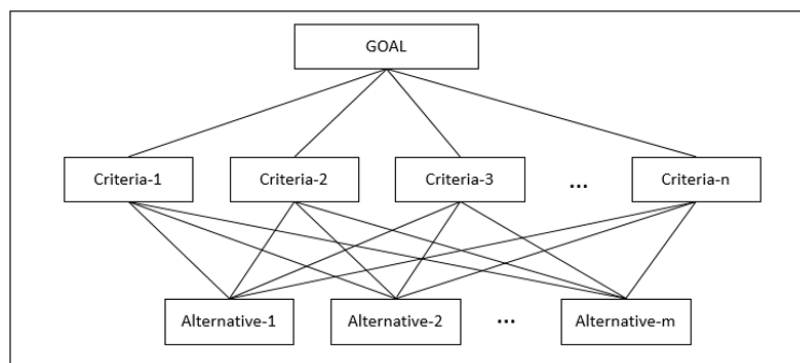 GOAL
Criteria-1
Criteria-2
Criteria-3
...
Criteria-n
Alternative-1
Alternative-2
...
Alternative-m